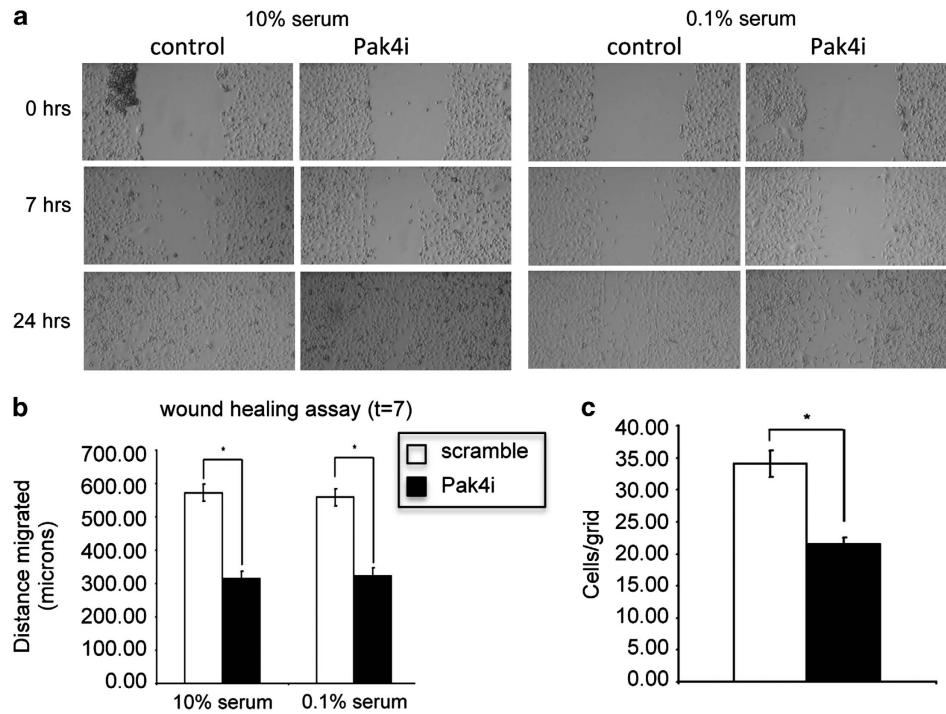 a
10% serum
0.1% serum
control
Pak4i
control
Pak4i
0 hrs
7 hrs
24 hrs
b
wound healing assay (t=7)
Distance migrated
(microns)
700.00
600.00
500.00
400.00
300.00
200.00
100.00
0.00
*
*
10% serum
0.1% serum
scramble
Pak4i
c
Cells/grid
40.00
35.00
30.00
25.00
20.00
15.00
10.00
5.00
0.00
*